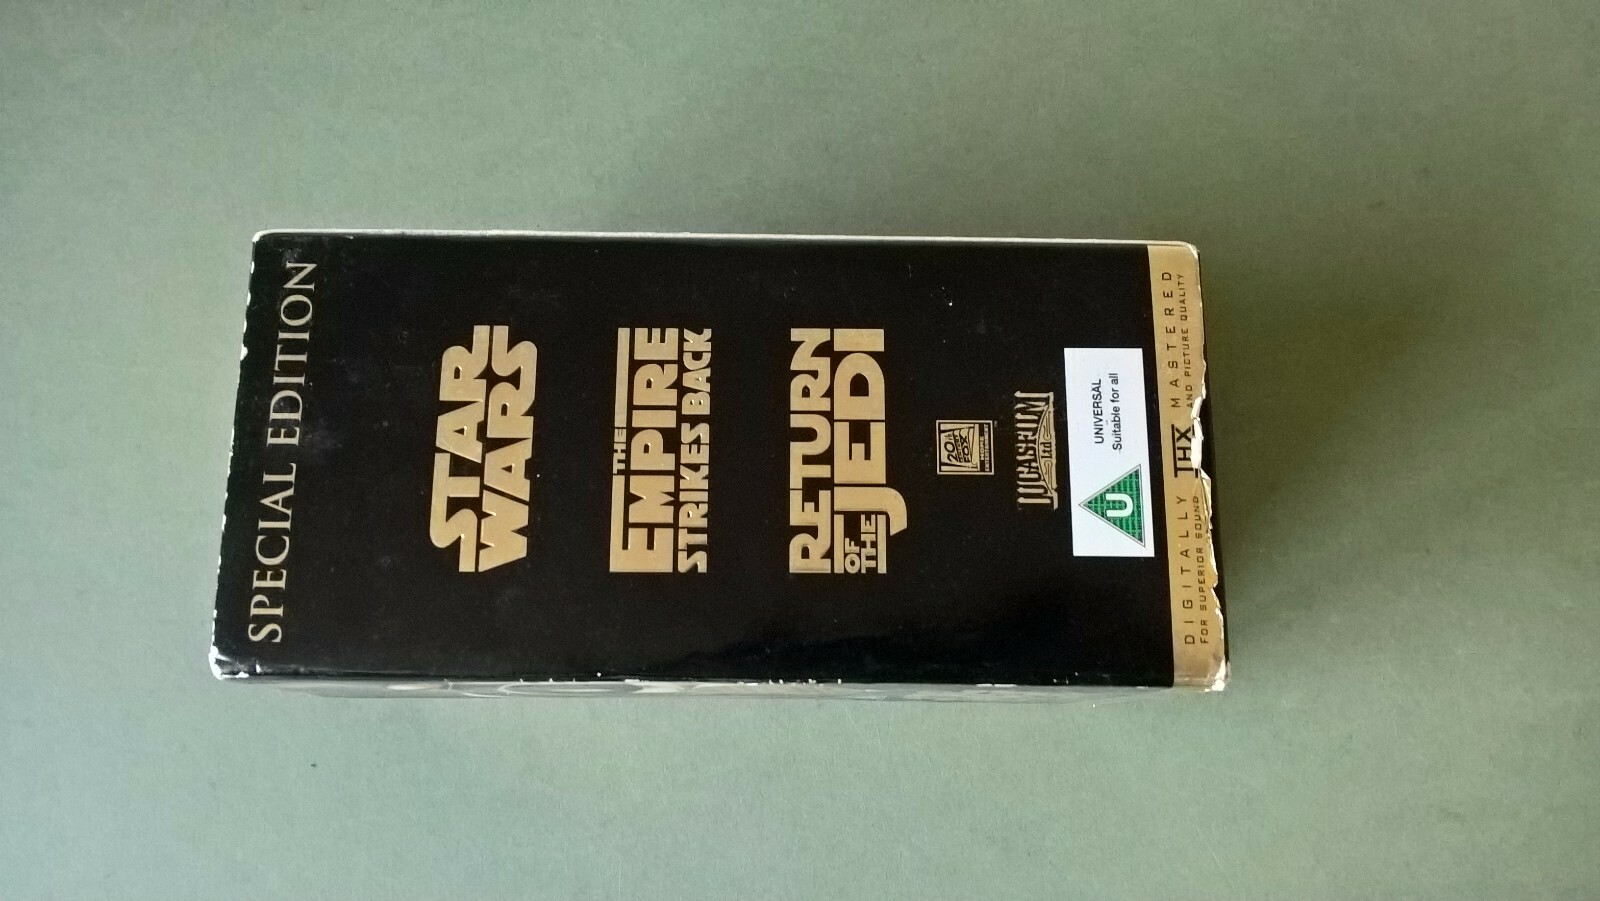 SPECIAL EDITION
STAR
WARS
THE
EMPIRE
STRIKES BACK
RETURN
OF THE
JEDI
20th
CENTURY
FOX
HOME
LUCASFILM
Ltd
UNIVERSAL
Suitable for all
U
DIGITALLY THX MASTERED
FOR SUPERIOR SOUND AND PICTURE QUALITY